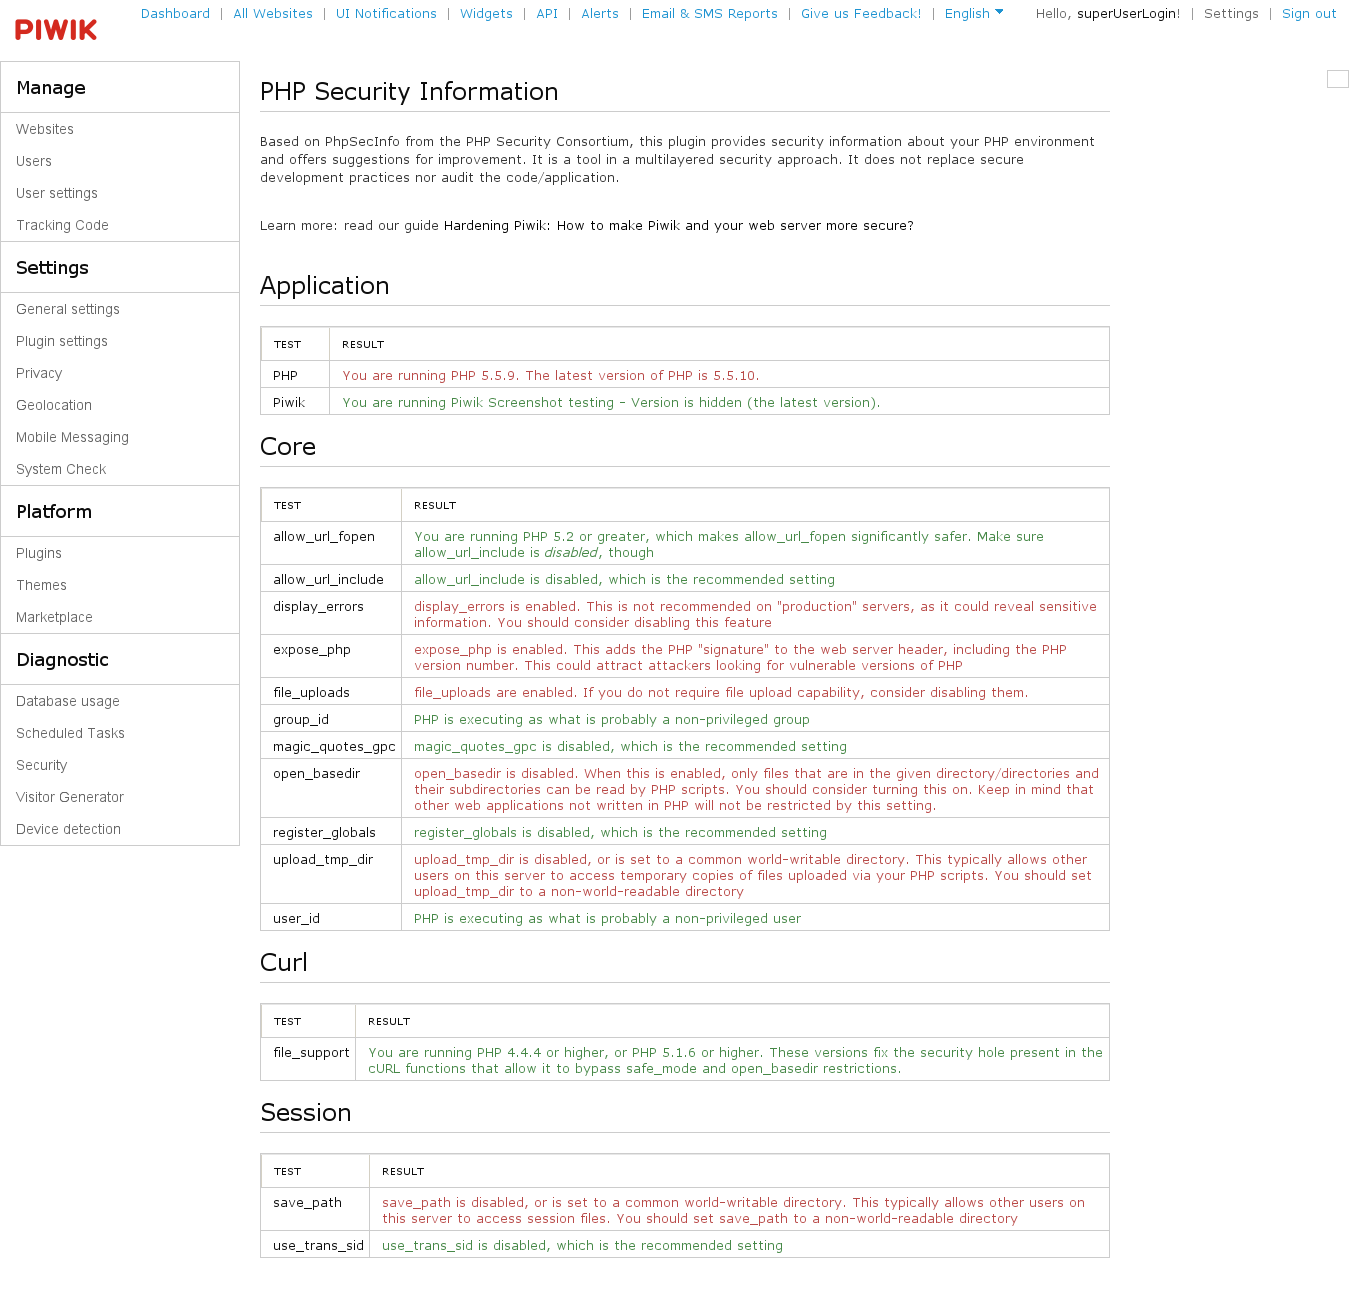 PIWIK
Dashboard | All Websites | UI Notifications | Widgets | API | Alerts | Email & SMS Reports | Give us Feedback! | English
Hello, superUserLogin! | Settings | Sign out
Manage
Websites
Users
User settings
Tracking Code
Settings
General settings
Plugin settings
Privacy
Geolocation
Mobile Messaging
System Check
Platform
Plugins
Themes
Marketplace
Diagnostic
Database usage
Scheduled Tasks
Security
Visitor Generator
Device detection
PHP Security Information
Based on PhpSecInfo from the PHP Security Consortium, this plugin provides security information about your PHP environment
and offers suggestions for improvement. It is a tool in a multilayered security approach. It does not replace secure
development practices nor audit the code/application.
Learn more: read our guide Hardening Piwik: How to make Piwik and your web server more secure?
Application
TEST RESULT
PHP You are running PHP 5.5.9. The latest version of PHP is 5.5.10.
Piwik You are running Piwik Screenshot testing - Version is hidden (the latest version).
Core
TEST RESULT
allow_url_fopen You are running PHP 5.2 or greater, which makes allow_url_fopen significantly safer. Make sure
allow_url_include is disabled, though
allow_url_include allow_url_include is disabled, which is the recommended setting
display_errors display_errors is enabled. This is not recommended on "production" servers, as it could reveal sensitive
information. You should consider disabling this feature
expose_php expose_php is enabled. This adds the PHP "signature" to the web server header, including the PHP
version number. This could attract attackers looking for vulnerable versions of PHP
file_uploads file_uploads are enabled. If you do not require file upload capability, consider disabling them.
group_id PHP is executing as what is probably a non-privileged group
magic_quotes_gpc magic_quotes_gpc is disabled, which is the recommended setting
open_basedir open_basedir is disabled. When this is enabled, only files that are in the given directory/directories and
their subdirectories can be read by PHP scripts. You should consider turning this on. Keep in mind that
other web applications not written in PHP will not be restricted by this setting.
register_globals register_globals is disabled, which is the recommended setting
upload_tmp_dir upload_tmp_dir is disabled, or is set to a common world-writable directory. This typically allows other
users on this server to access temporary copies of files uploaded via your PHP scripts. You should set
upload_tmp_dir to a non-world-readable directory
user_id PHP is executing as what is probably a non-privileged user
Curl
TEST RESULT
file_support You are running PHP 4.4.4 or higher, or PHP 5.1.6 or higher. These versions fix the security hole present in the
cURL functions that allow it to bypass safe_mode and open_basedir restrictions.
Session
TEST RESULT
save_path save_path is disabled, or is set to a common world-writable directory. This typically allows other users on
this server to access session files. You should set save_path to a non-world-readable directory
use_trans_sid use_trans_sid is disabled, which is the recommended setting